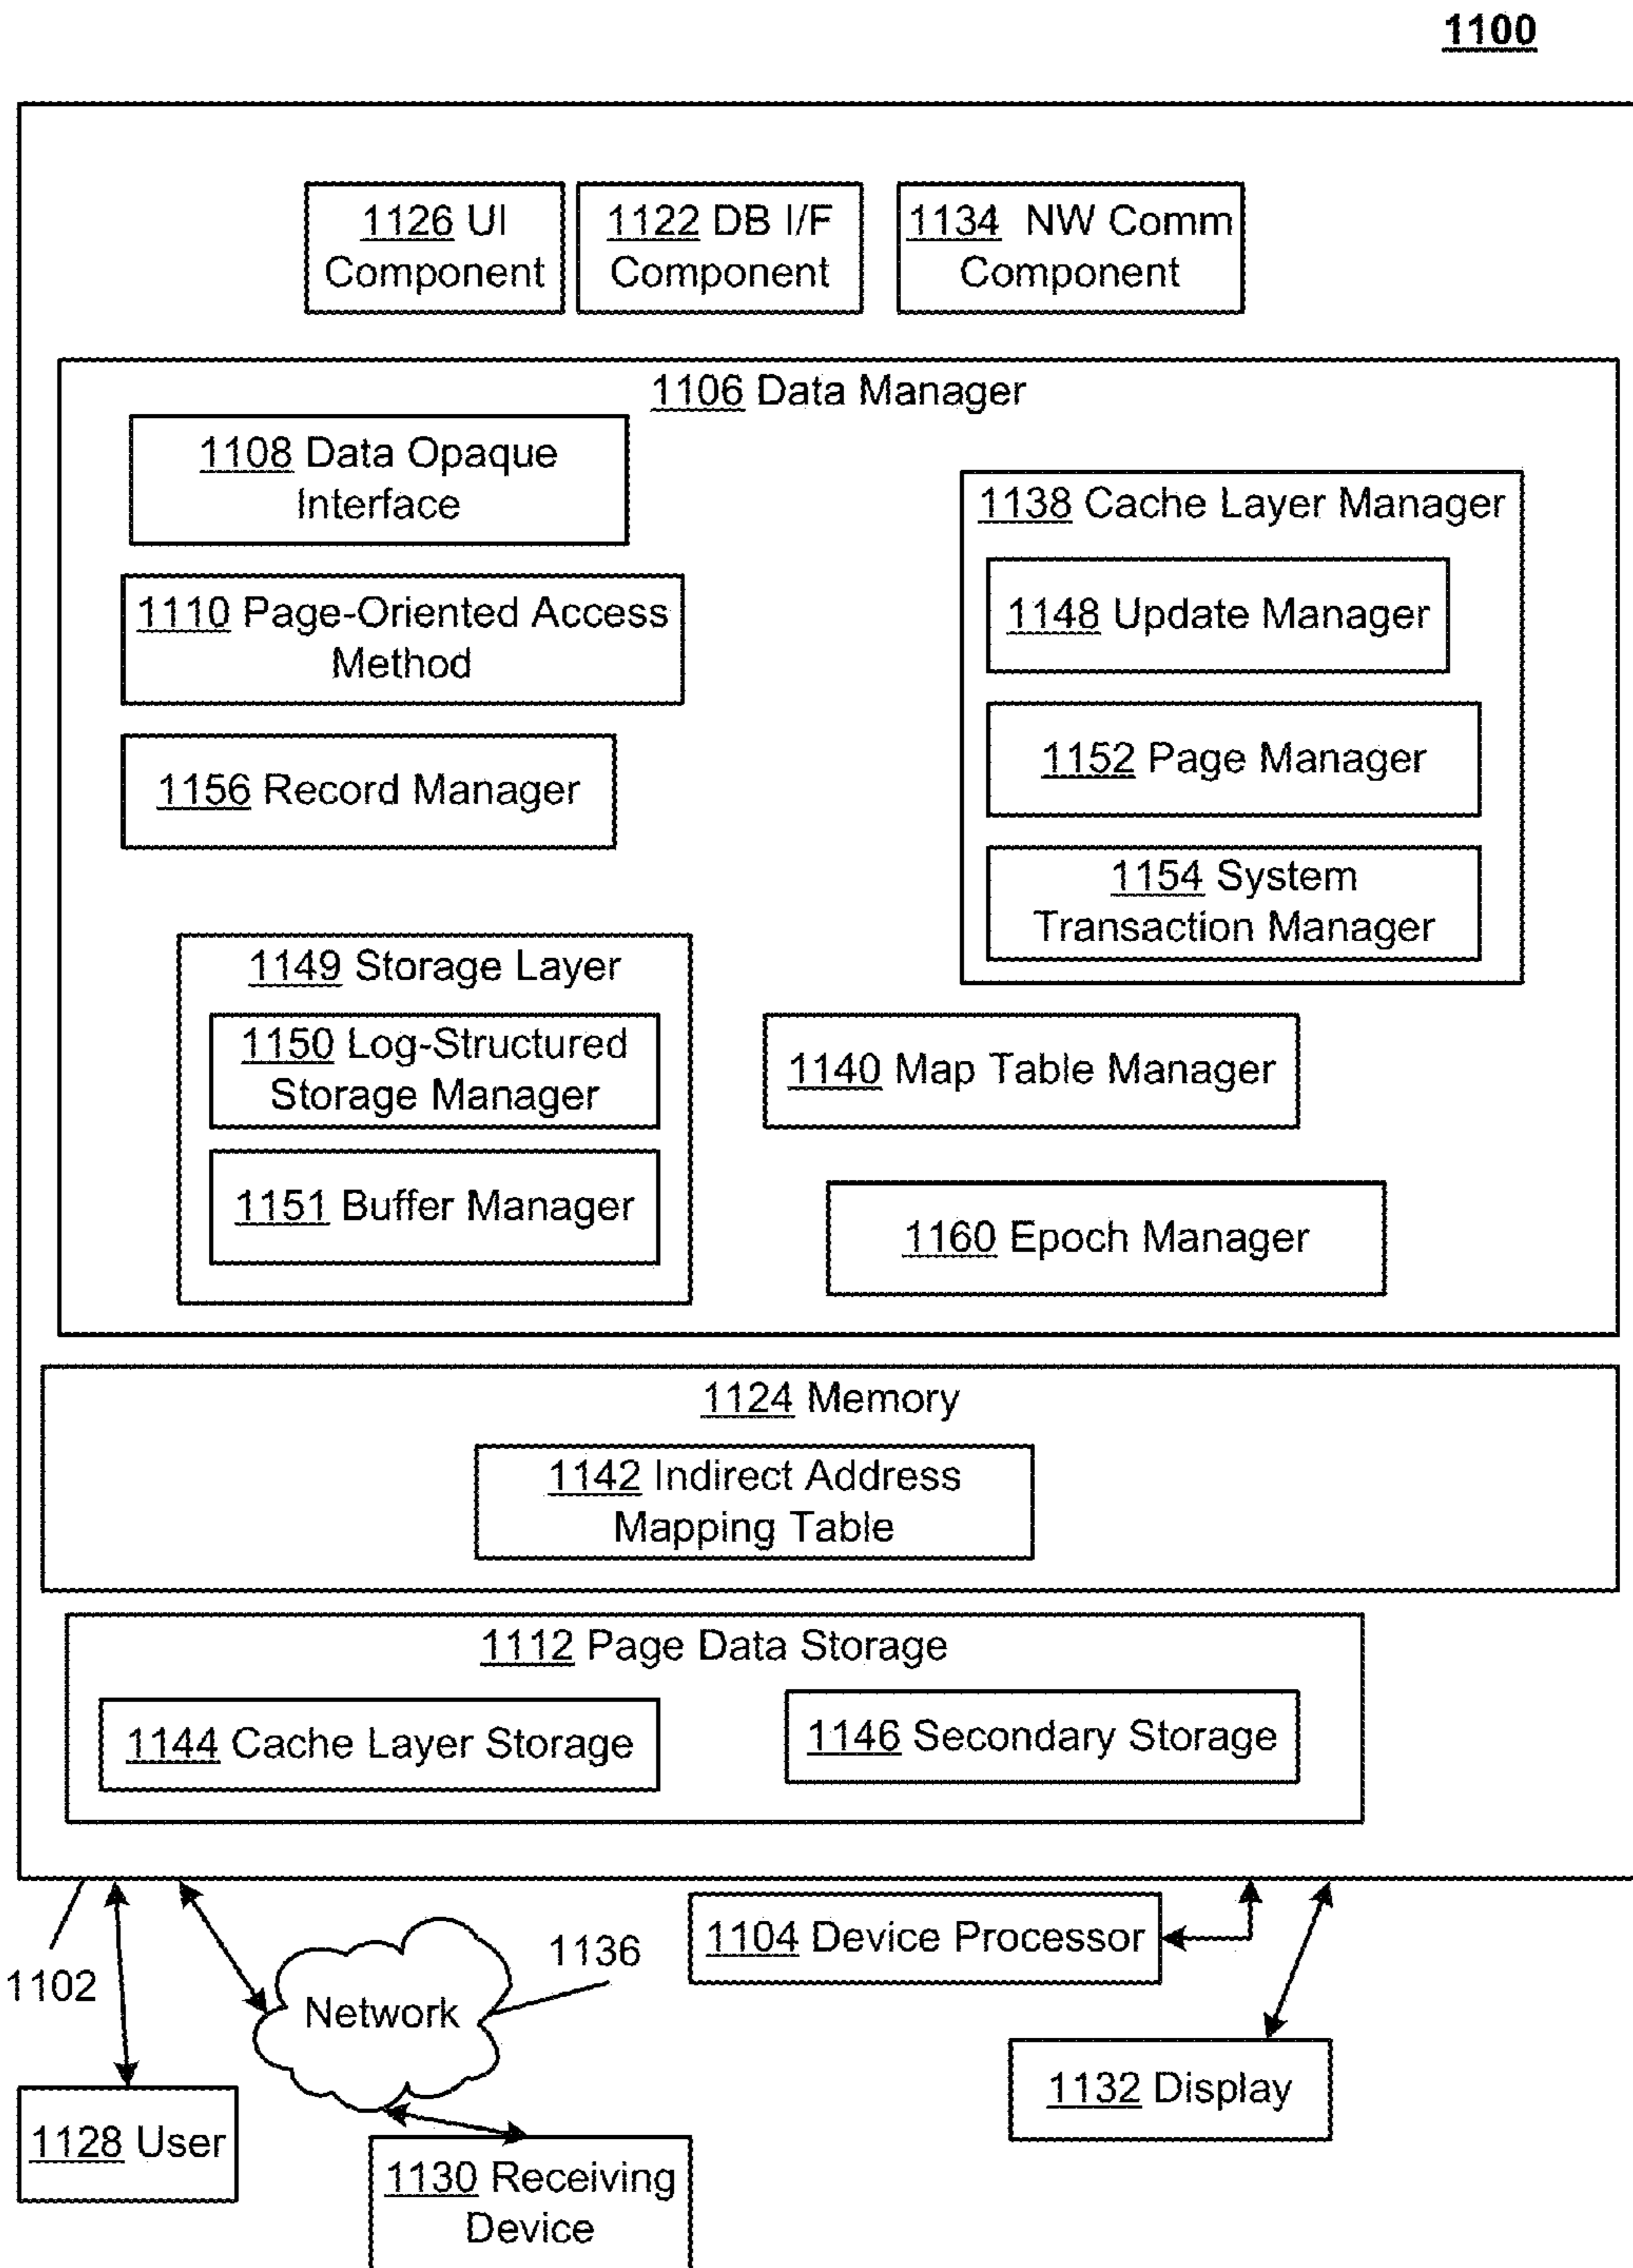 1100
1126 UI
Component
1122 DB I/F
Component
1134 NW Comm
Component
1106 Data Manager
1108 Data Opaque
Interface
1110 Page-Oriented Access
Method
1156 Record Manager
1138 Cache Layer Manager
1148 Update Manager
1152 Page Manager
1154 System
Transaction Manager
1149 Storage Layer
1150 Log-Structured
Storage Manager
1151 Buffer Manager
1140 Map Table Manager
1160 Epoch Manager
1124 Memory
1142 Indirect Address
Mapping Table
1112 Page Data Storage
1144 Cache Layer Storage
1146 Secondary Storage
1102
1136
Network
1104 Device Processor
1128 User
1130 Receiving
Device
1132 Display